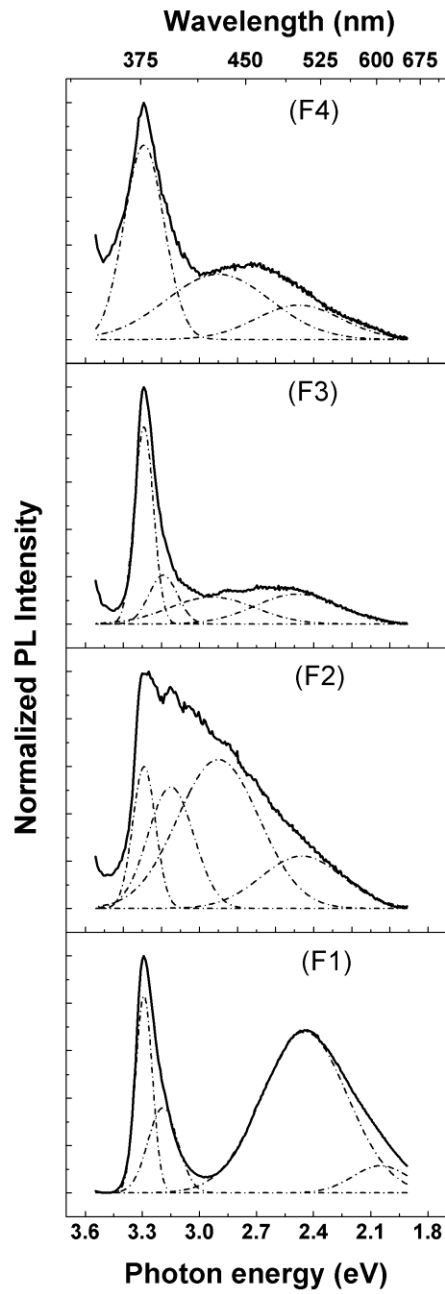 Wavelength (nm)
375 450 525 600 675
(F4)
(F3)
(F2)
(F1)
Normalized PL Intensity
3.6 3.3 3.0 2.7 2.4 2.1 1.8
Photon energy (eV)